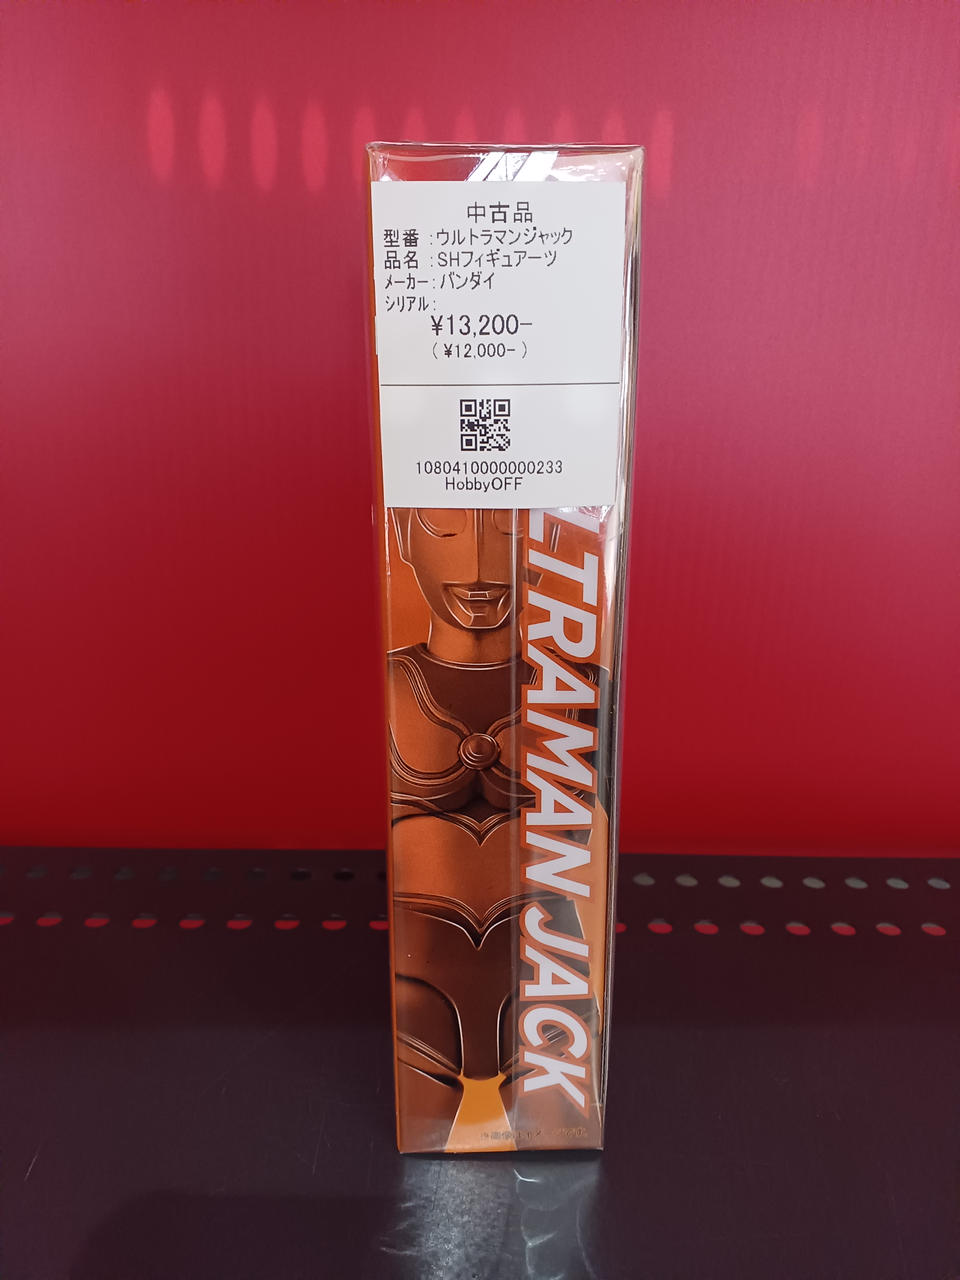 中古品
型番 :ウルトラマンジャック
品名 :SHフィギュアーツ
メーカー:バンダイ
シリアル:
¥13,200-
( ¥12,000- )
1080410000000233
HobbyOFF
LTRAMAN JACK